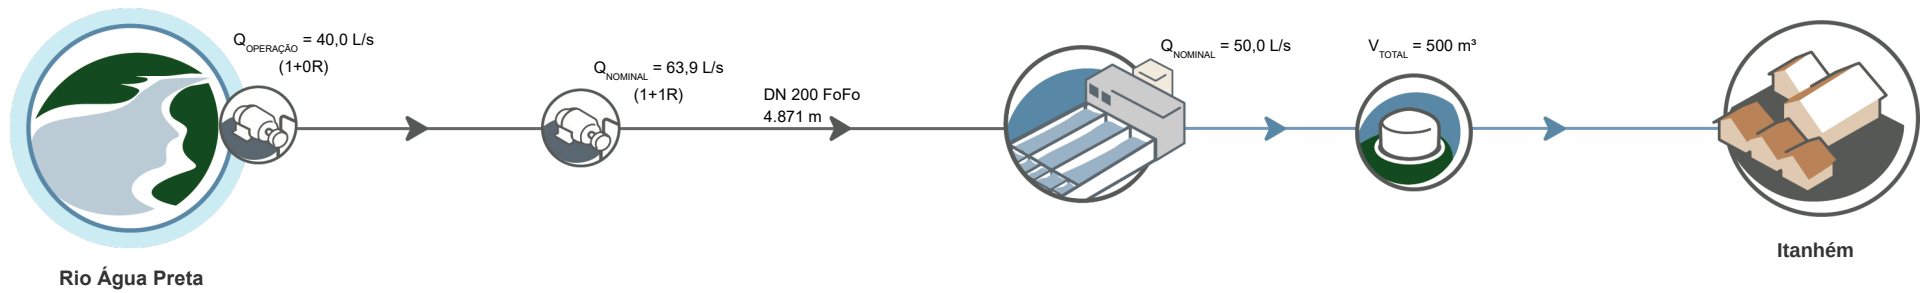 Q OPERAÇÃO = 40,0 L/s
(1+0R)
Q NOMINAL = 63,9 L/s
(1+1R)
DN 200 FoFo
4.871 m
Q NOMINAL = 50,0 L/s
V TOTAL = 500 m³
Itanhém
Rio Água Preta